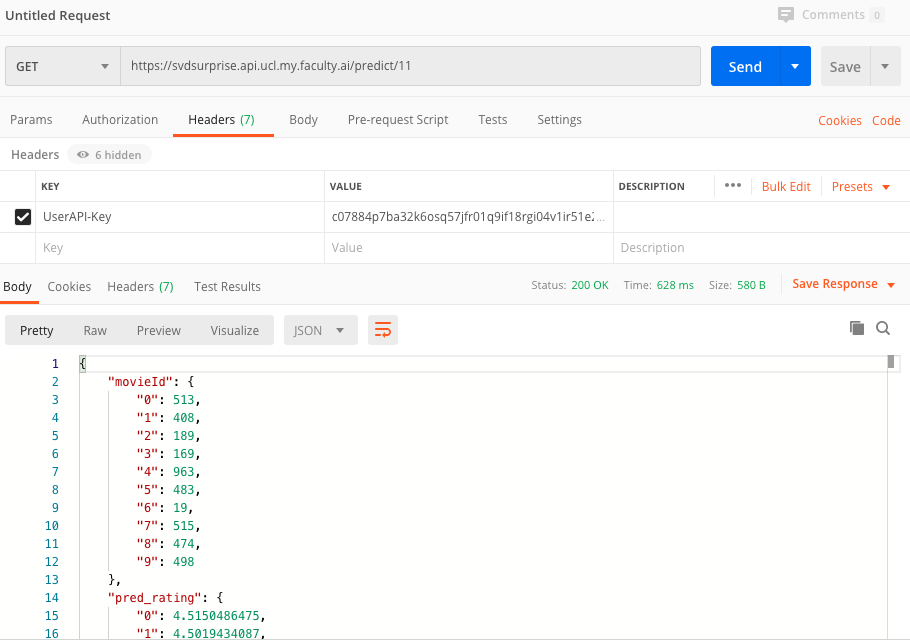 Untitled Request Comments 0
GET https://svdsurprise.api.ucl.my.faculty.ai/predict/11 Send Save
Params Authorization Headers (7) Body Pre-request Script Tests Settings Cookies Code
Headers 6 hidden
KEY VALUE DESCRIPTION ••• Bulk Edit Presets
UserAPI-Key c07884p7ba32k6osq57jfr01q9if18rgi04v1ir51e2...
Key Value Description
Body Cookies Headers (7) Test Results Status: 200 OK Time: 628 ms Size: 580 B Save Response
Pretty Raw Preview Visualize JSON
1 {
2 "movieId": {
3 "0": 513,
4 "1": 408,
5 "2": 189,
6 "3": 169,
7 "4": 963,
8 "5": 483,
9 "6": 19,
10 "7": 515,
11 "8": 474,
12 "9": 498
13 },
14 "pred_rating": {
15 "0": 4.5150486475,
16 "1": 4.5019434087,